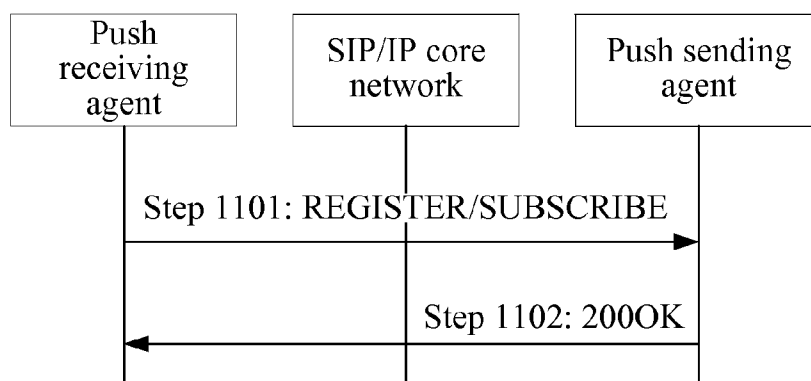 Push
receiving
agent
SIP/IP core
network
Push sending
agent
Step 1101: REGISTER/SUBSCRIBE
Step 1102: 200OK